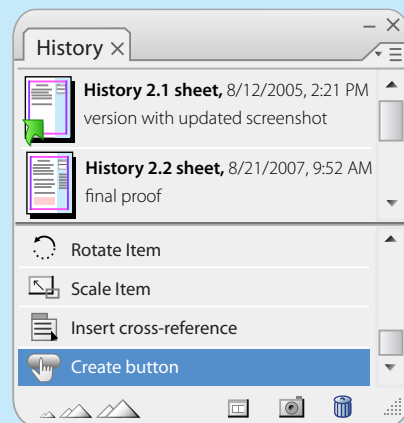 History
History 2.1 sheet, 8/12/2005, 2:21 PM
version with updated screenshot
History 2.2 sheet, 8/21/2007, 9:52 AM
final proof
Rotate Item
Scale Item
Insert cross-reference
Create button